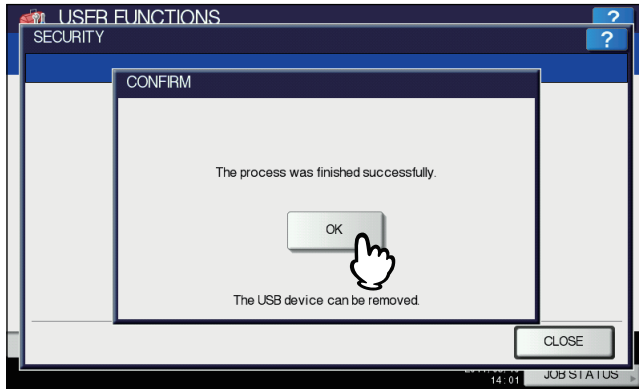 USER FUNCTIONS
?
SECURITY
?
CONFIRM
The process was finished successfully.
OK
The USB device can be removed.
CLOSE
14:01
JOB STATUS